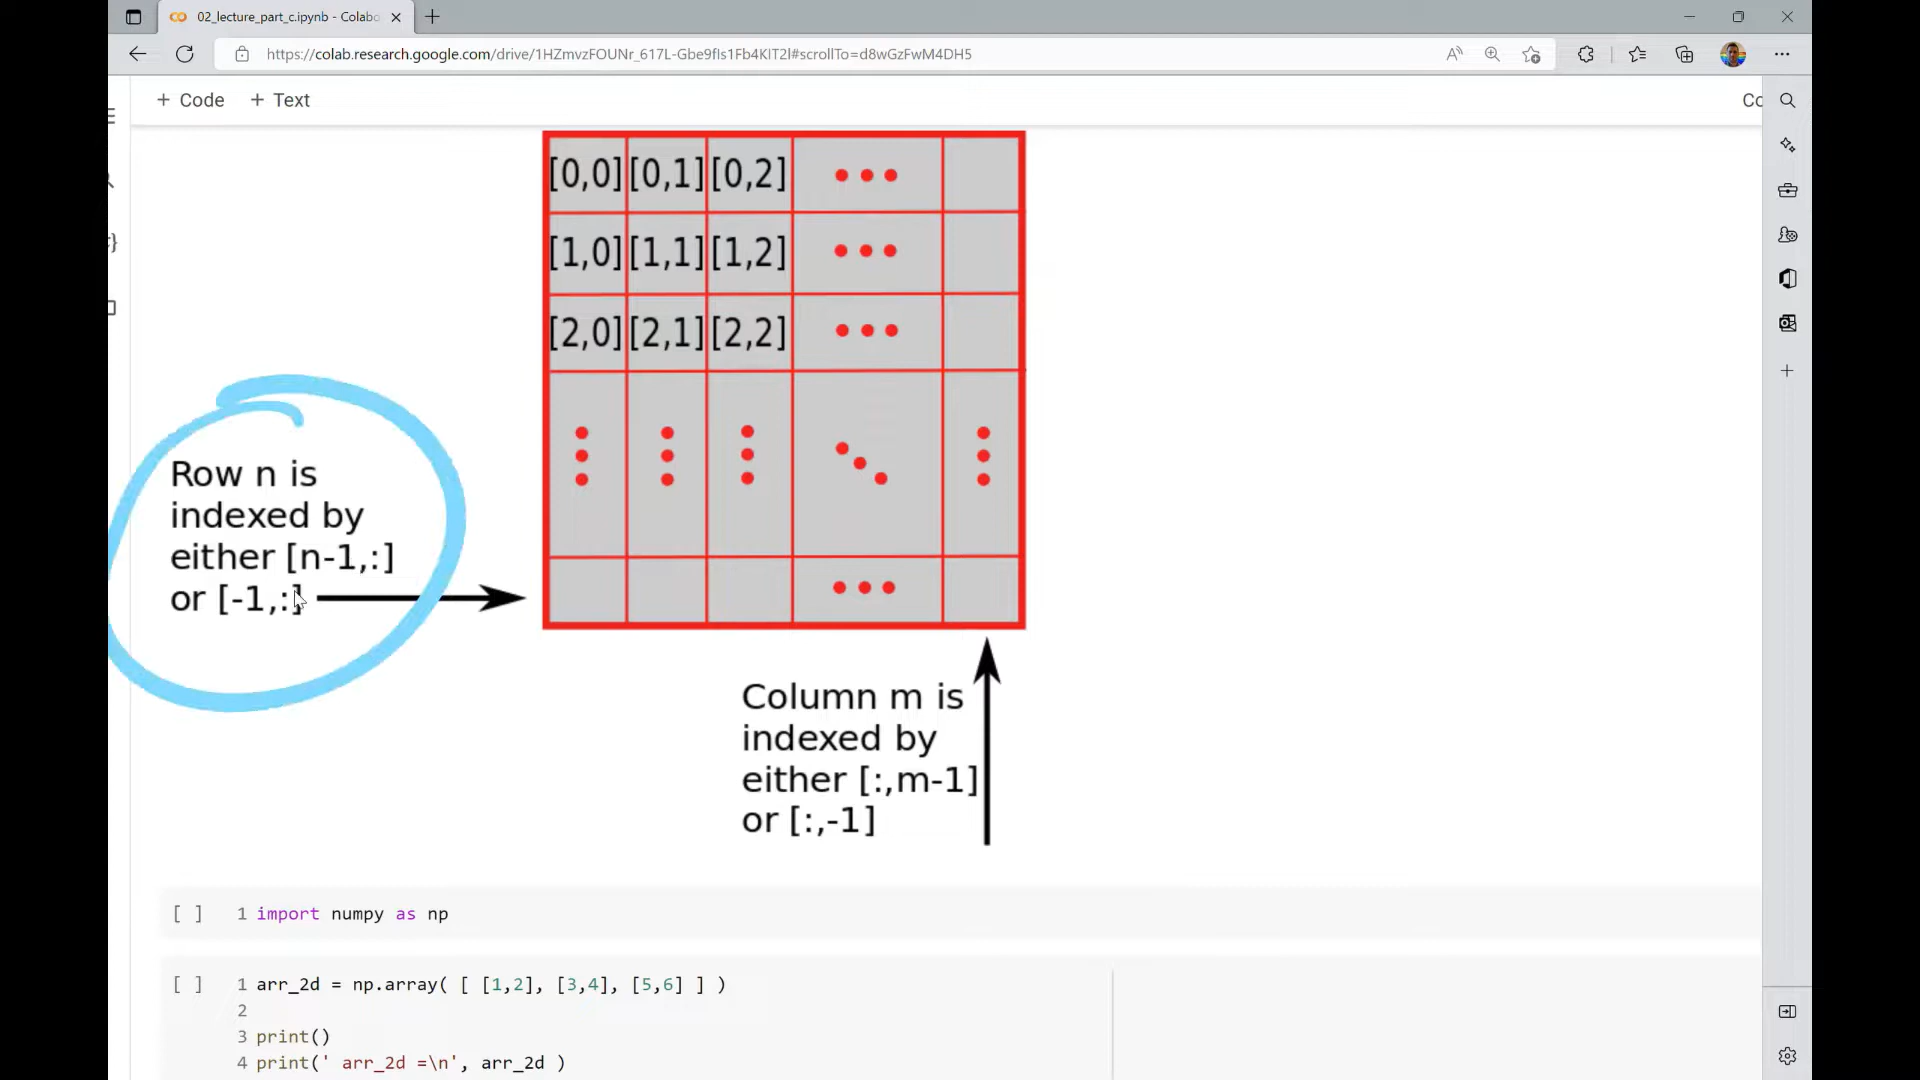 02_lecture_part_c.ipynb - Colabo
https://colab.research.google.com/drive/1HZmvzFOUNr_617L-Gbe9fIs1Fb4KIT2l#scrollTo=d8wGzFwM4DH5
+ Code + Text
Co
[0,0] [0,1] [0,2]
[1,0] [1,1] [1,2]
[2,0] [2,1] [2,2]
Row n is
indexed by
either [n-1,:]
or [-1,:]
Column m is
indexed by
either [:,m-1]
or [:,-1]
[ ] 1 import numpy as np
[ ] 1 arr_2d = np.array( [ [1,2], [3,4], [5,6] ] )
2
3 print()
4 print(' arr_2d =\n', arr_2d )